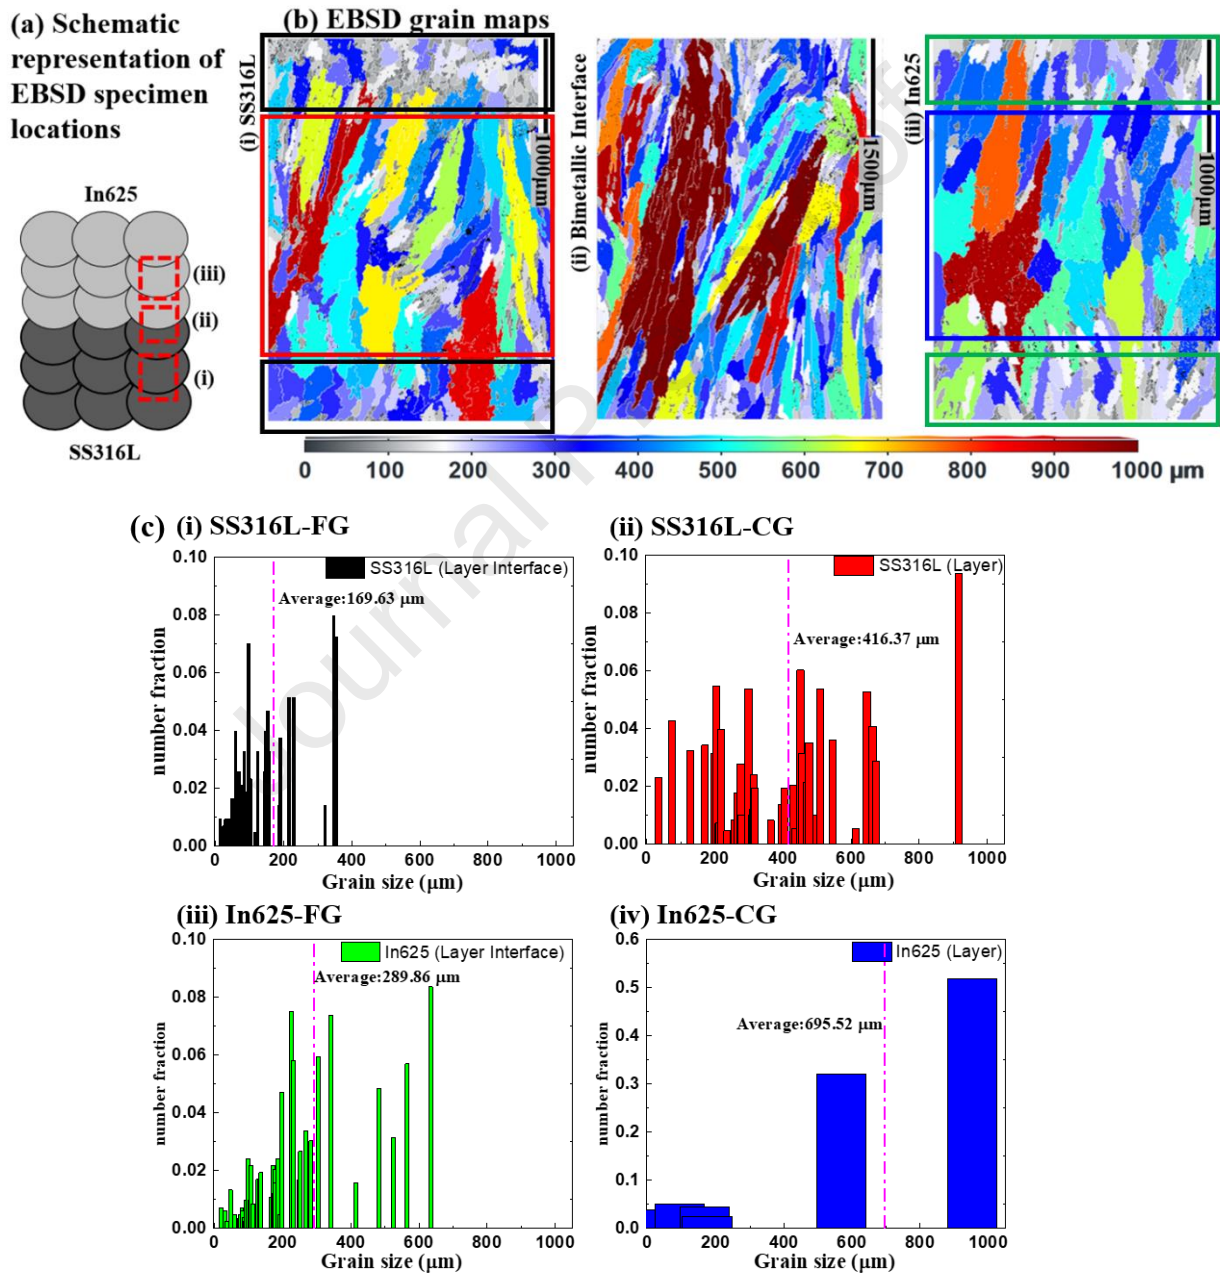 (a) Schematic
representation of
EBSD specimen
locations
In625
(iii)
(ii)
(i)
SS316L
(b) EBSD grain maps
(i) SS316L
1000μm
(ii) Bimetallic Interface
1500μm
(iii) In625
1000μm
0 100 200 300 400 500 600 700 800 900 1000 μm
Journal Pr
of
(c) (i) SS316L-FG
SS316L (Layer Interface)
Average:169.63 μm
number fraction
0.10
0.08
0.06
0.04
0.02
0.00
0 200 400 600 800 1000
Grain size (μm)
(ii) SS316L-CG
SS316L (Layer)
Average:416.37 μm
number fraction
0.10
0.08
0.06
0.04
0.02
0.00
0 200 400 600 800 1000
Grain size (μm)
(iii) In625-FG
In625 (Layer Interface)
Average:289.86 μm
number fraction
0.10
0.08
0.06
0.04
0.02
0.00
0 200 400 600 800 1000
Grain size (μm)
(iv) In625-CG
In625 (Layer)
Average:695.52 μm
number fraction
0.6
0.5
0.4
0.3
0.2
0.1
0.0
0 200 400 600 800 1000
Grain size (μm)